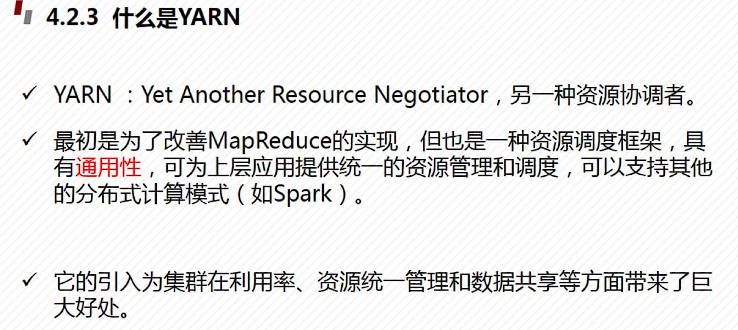 4.2.3 什么是YARN
✓ YARN ：Yet Another Resource Negotiator，另一种资源协调者。
✓ 最初是为了改善MapReduce的实现，但也是一种资源调度框架，具
有通用性，可为上层应用提供统一的资源管理和调度，可以支持其他
的分布式计算模式（如Spark）。
✓ 它的引入为集群在利用率、资源统一管理和数据共享等方面带来了巨
大好处。